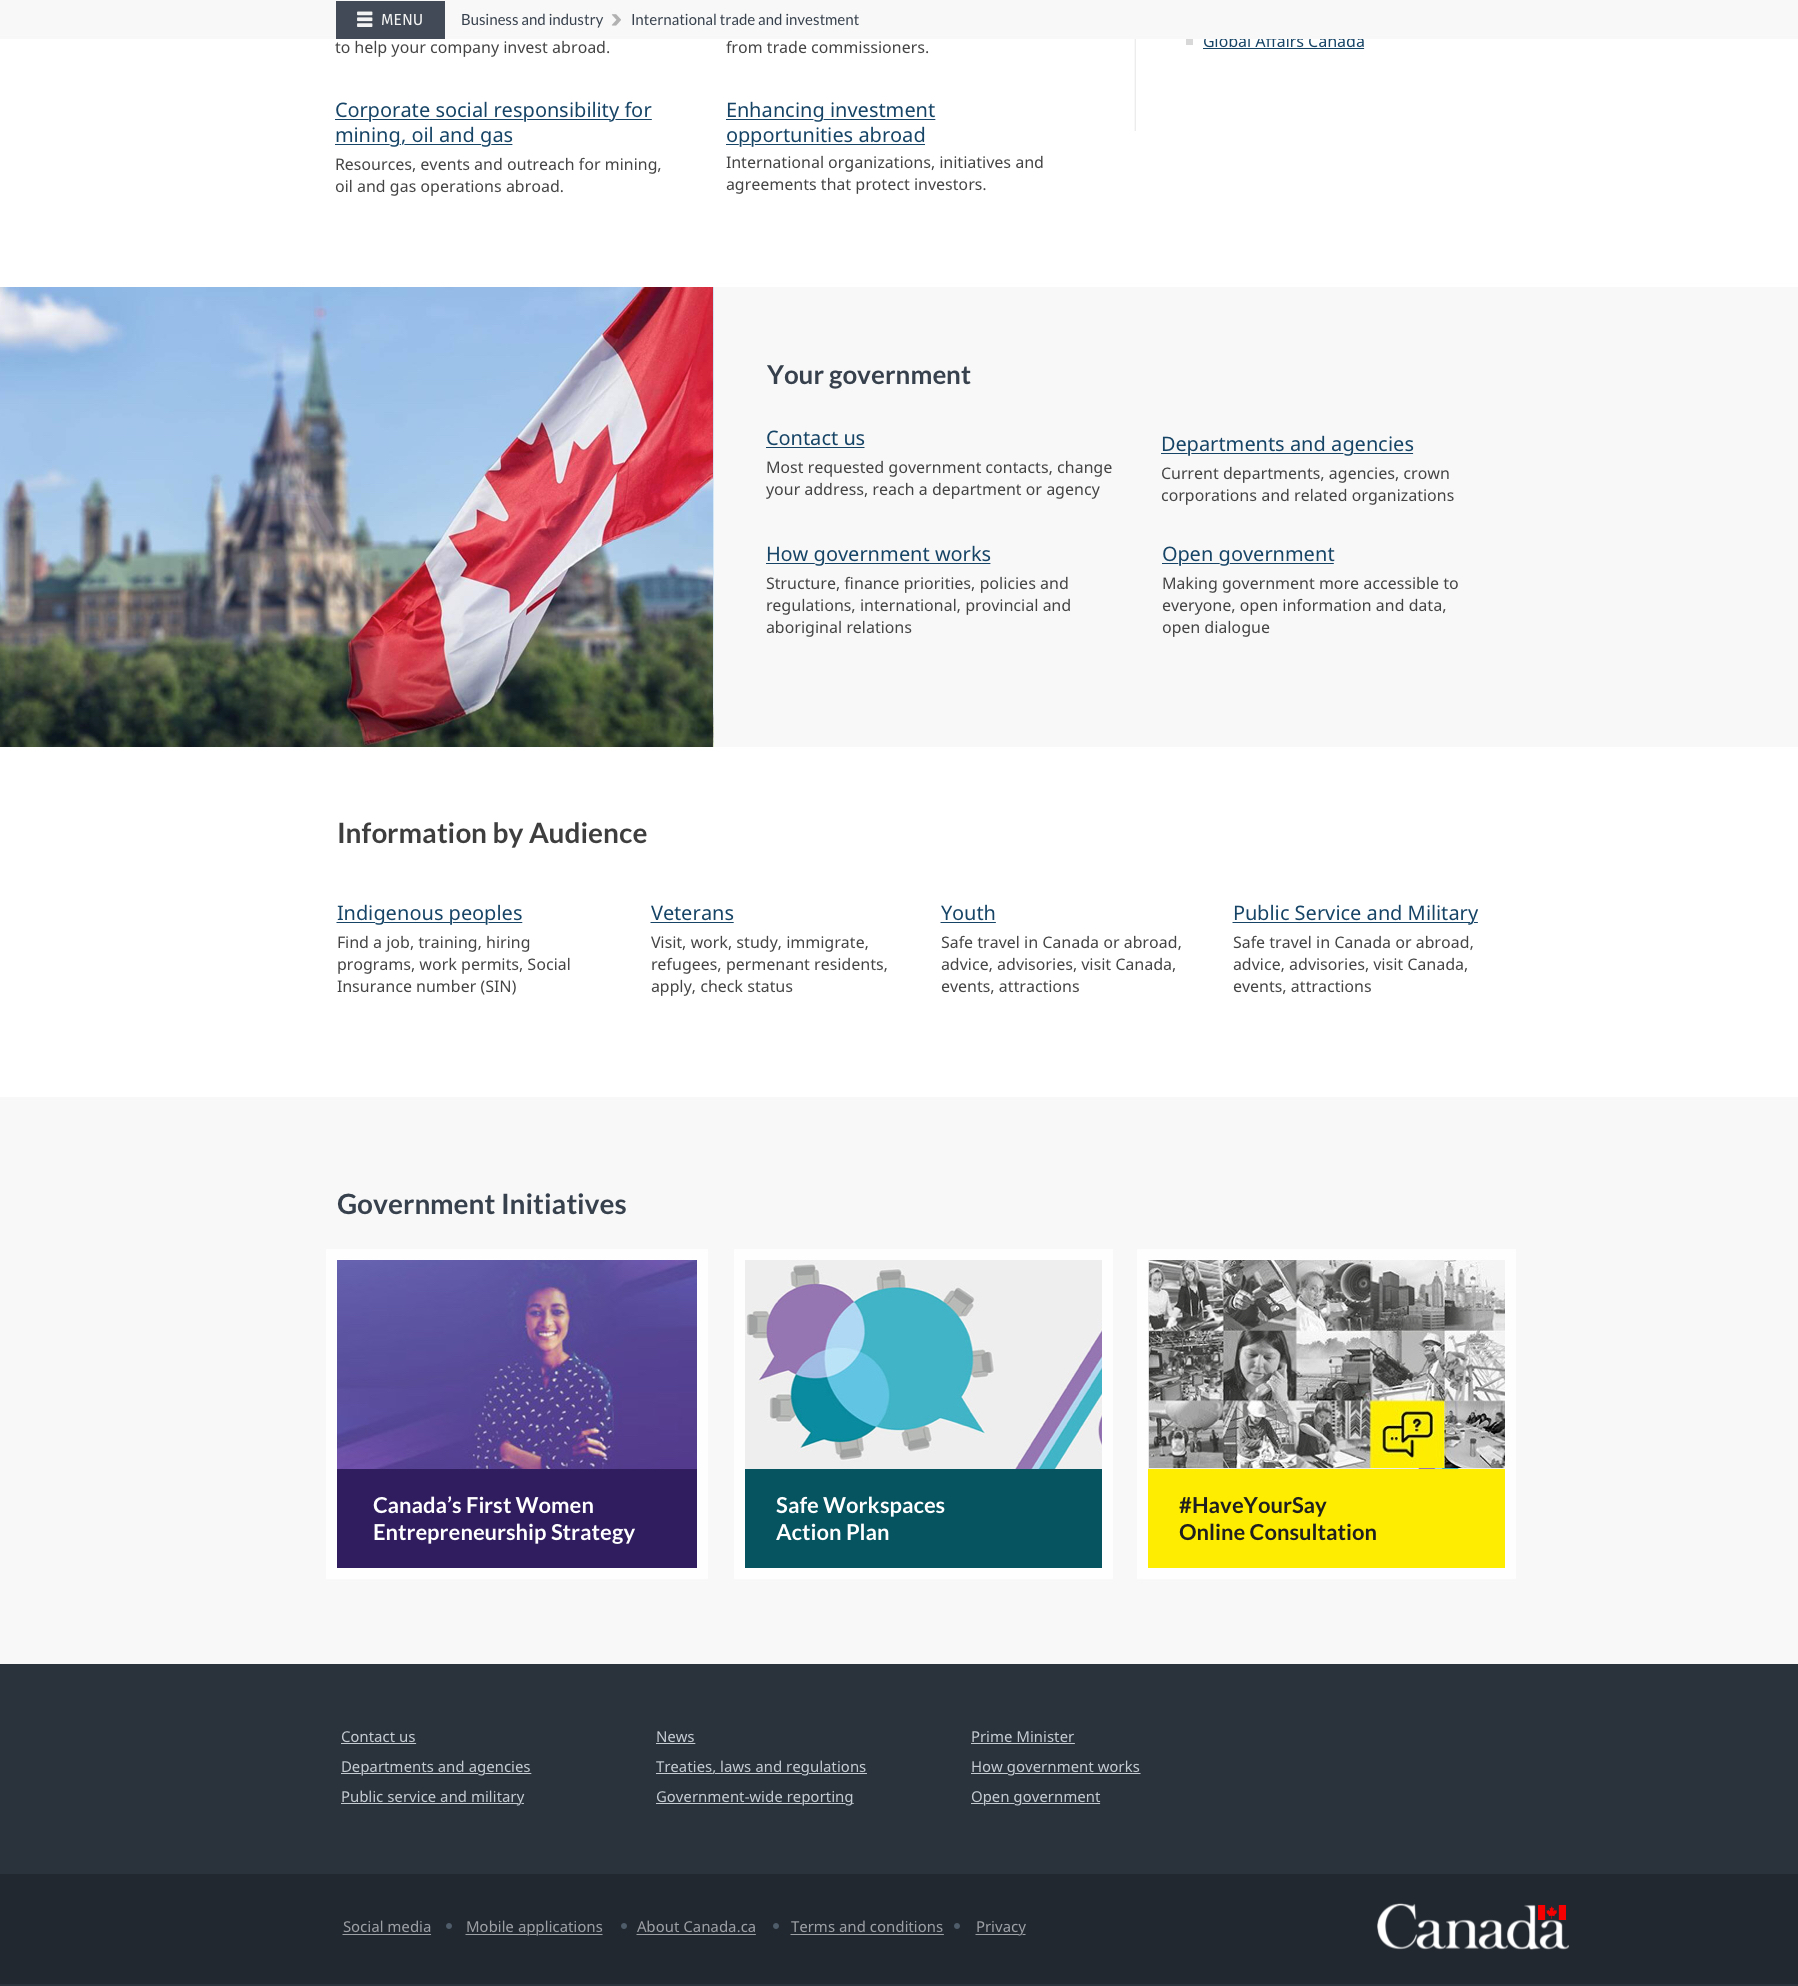 MENU
Business and industry
International trade and investment
to help your company invest abroad.
from trade commissioners.
Global Affairs Canada
Corporate social responsibility for
mining, oil and gas
Resources, events and outreach for mining,
oil and gas operations abroad.
Enhancing investment
opportunities abroad
International organizations, initiatives and
agreements that protect investors.
Your government
Contact us
Most requested government contacts, change
your address, reach a department or agency
Departments and agencies
Current departments, agencies, crown
corporations and related organizations
How government works
Structure, finance priorities, policies and
regulations, international, provincial and
aboriginal relations
Open government
Making government more accessible to
everyone, open information and data,
open dialogue
Information by Audience
Indigenous peoples
Find a job, training, hiring
programs, work permits, Social
Insurance number (SIN)
Veterans
Visit, work, study, immigrate,
refugees, permenant residents,
apply, check status
Youth
Safe travel in Canada or abroad,
advice, advisories, visit Canada,
events, attractions
Public Service and Military
Safe travel in Canada or abroad,
advice, advisories, visit Canada,
events, attractions
Government Initiatives
Canada’s First Women
Entrepreneurship Strategy
Safe Workspaces
Action Plan
?
#HaveYourSay
Online Consultation
Contact us
Departments and agencies
Public service and military
News
Treaties, laws and regulations
Government-wide reporting
Prime Minister
How government works
Open government
Social media
Mobile applications
About Canada.ca
Terms and conditions
Privacy
Canada